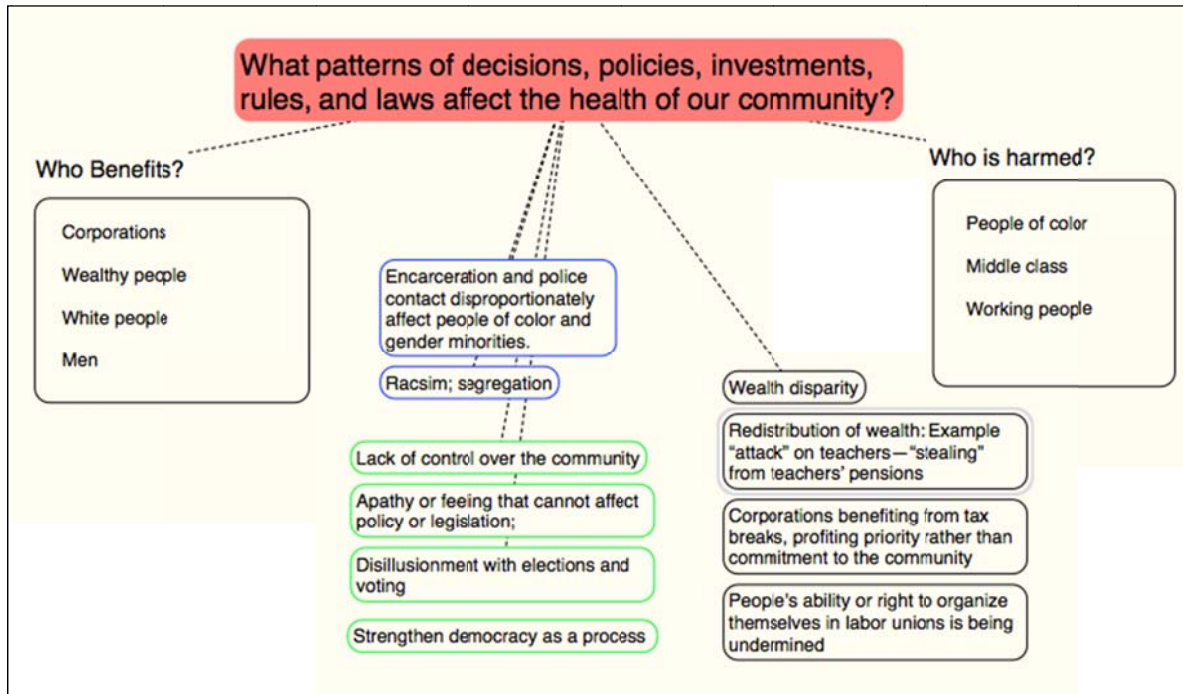 What patterns of decisions, policies, investments,
rules, and laws affect the health of our community?
Who Benefits?
Corporations
Wealthy people
White people
Men
Encarceration and police
contact disproportionately
affect people of color and
gender minorities.
Racsim; segregation
Lack of control over the community
Apathy or feeling that cannot affect
policy or legislation;
Disillusionment with elections and
voting
Strengthen democracy as a process
Wealth disparity
Redistribution of wealth: Example
“attack” on teachers—“stealing”
from teachers’ pensions
Corporations benefiting from tax
breaks, profiting priority rather than
commitment to the community
People’s ability or right to organize
themselves in labor unions is being
undermined
Who is harmed?
People of color
Middle class
Working people